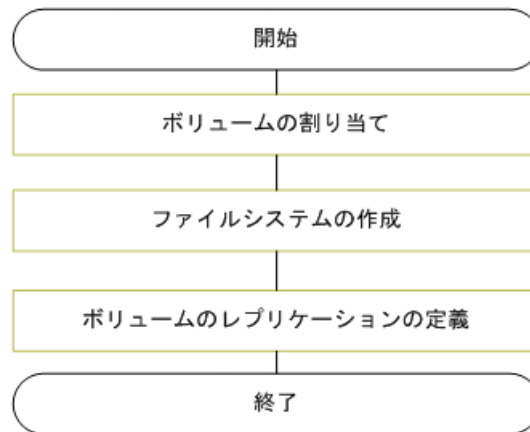 開始
ボリュームの割り当て
ファイルシステムの作成
ボリュームのレプリケーションの定義
終了